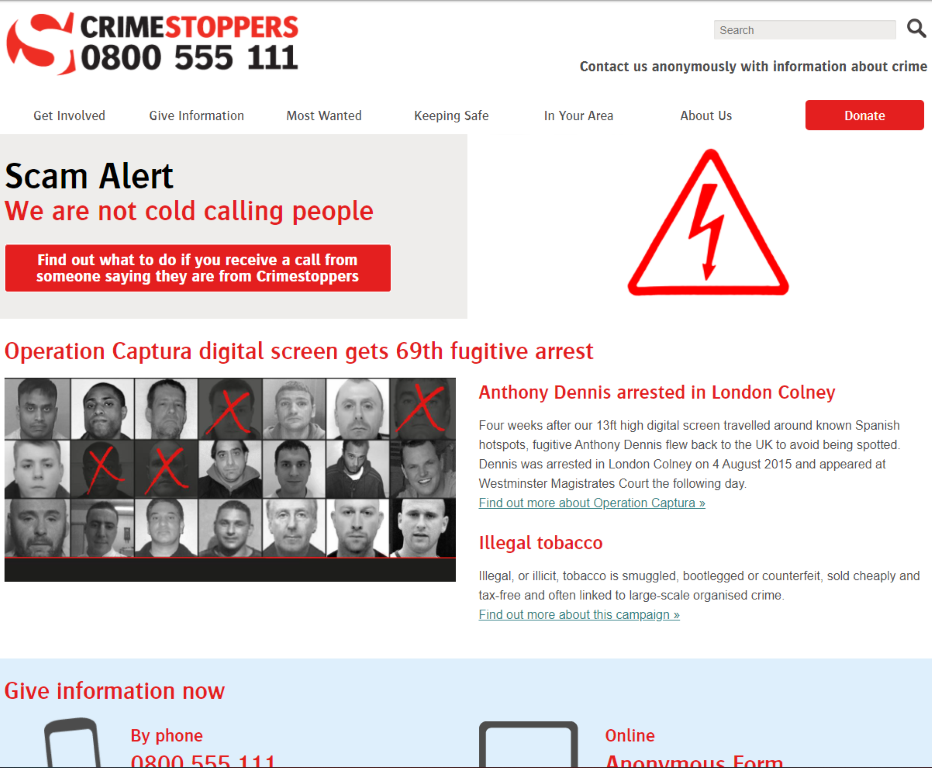 CRIMESTOPPERS
0800 555 111
Search
Contact us anonymously with information about crime
Get Involved
Give Information
Most Wanted
Keeping Safe
In Your Area
About Us
Donate
Scam Alert
We are not cold calling people
Find out what to do if you receive a call from
someone saying they are from Crimestoppers
Operation Captura digital screen gets 69th fugitive arrest
Anthony Dennis arrested in London Colney
Four weeks after our 13ft high digital screen travelled around known Spanish
hotspots, fugitive Anthony Dennis flew back to the UK to avoid being spotted.
Dennis was arrested in London Colney on 4 August 2015 and appeared at
Westminster Magistrates Court the following day.
Find out more about Operation Captura »
Illegal tobacco
Illegal, or illicit, tobacco is smuggled, bootlegged or counterfeit, sold cheaply and
tax-free and often linked to large-scale organised crime.
Find out more about this campaign »
Give information now
By phone
0800 555 111
Online
Anonymous Form